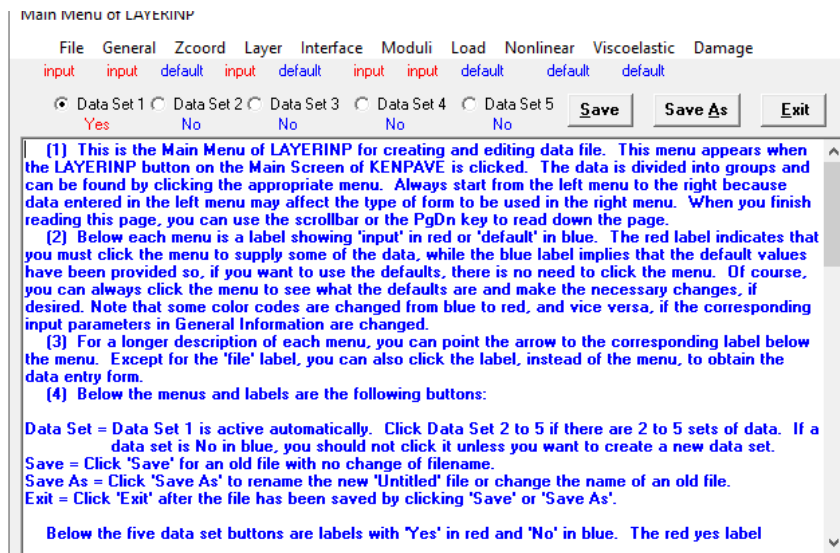 Main Menu of LAYERINP
File General Zcoord Layer Interface Moduli Load Nonlinear Viscoelastic Damage
input input default input default input input default default default
Data Set 1 Data Set 2 Data Set 3 Data Set 4 Data Set 5 Save Save As Exit
Yes No No No No
(1) This is the Main Menu of LAYERINP for creating and editing data file. This menu appears when
the LAYERINP button on the Main Screen of KENPAVE is clicked. The data is divided into groups and
can be found by clicking the appropriate menu. Always start from the left menu to the right because
data entered in the left menu may affect the type of form to be used in the right menu. When you finish
reading this page, you can use the scrollbar or the PgDn key to read down the page.
(2) Below each menu is a label showing 'input' in red or 'default' in blue. The red label indicates that
you must click the menu to supply some of the data, while the blue label implies that the default values
have been provided so, if you want to use the defaults, there is no need to click the menu. Of course,
you can always click the menu to see what the defaults are and make the necessary changes, if
desired. Note that some color codes are changed from blue to red, and vice versa, if the corresponding
input parameters in General Information are changed.
(3) For a longer description of each menu, you can point the arrow to the corresponding label below
the menu. Except for the 'file' label, you can also click the label, instead of the menu, to obtain the
data entry form.
(4) Below the menus and labels are the following buttons:
Data Set = Data Set 1 is active automatically. Click Data Set 2 to 5 if there are 2 to 5 sets of data. If a
data set is No in blue, you should not click it unless you want to create a new data set.
Save = Click 'Save' for an old file with no change of filename.
Save As = Click 'Save As' to rename the new 'Untitled' file or change the name of an old file.
Exit = Click 'Exit' after the file has been saved by clicking 'Save' or 'Save As'.
Below the five data set buttons are labels with 'Yes' in red and 'No' in blue. The red yes label